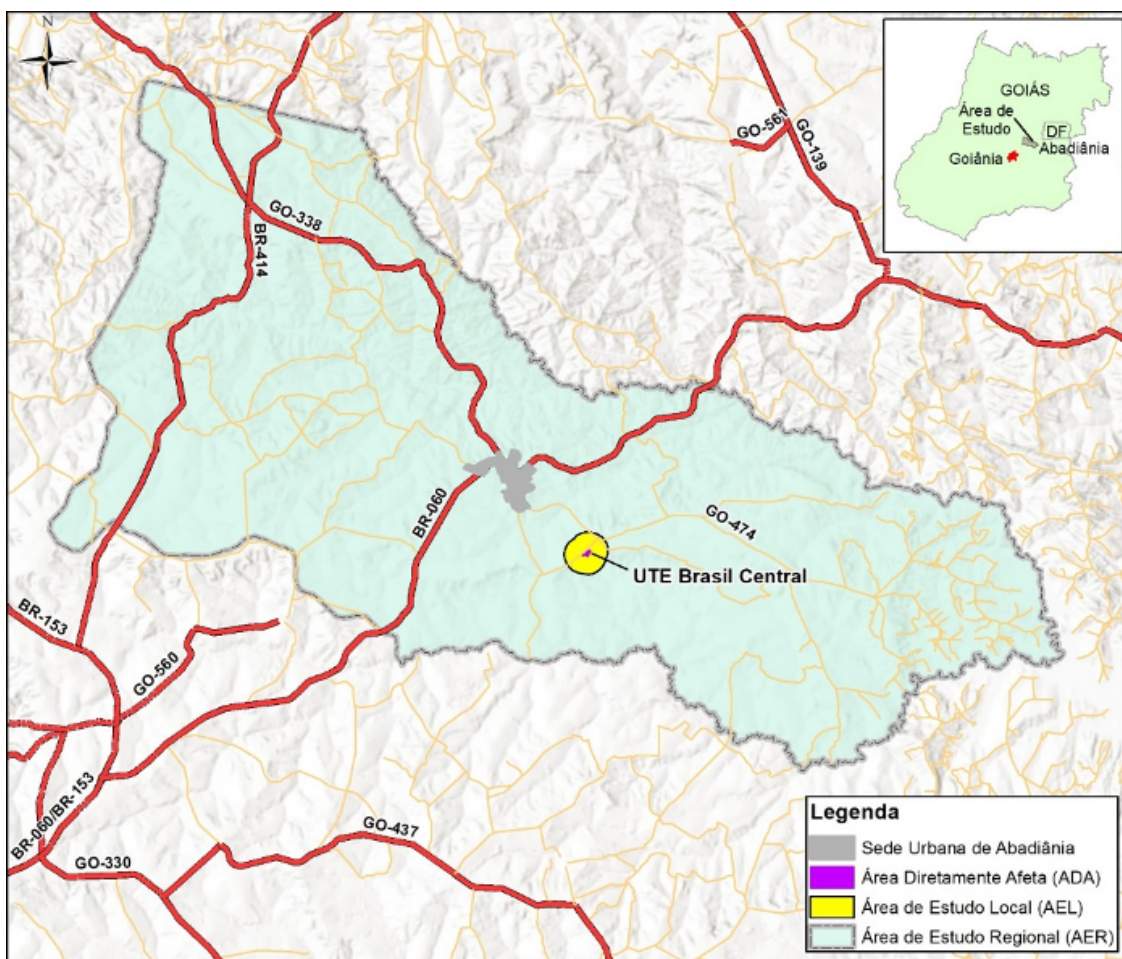 N
GOIÁS
Área de
Estudo
DF
Abadiânia
Goiânia
GO-561
GO-139
GO-338
BR-414
BR-060
GO-474
UTE Brasil Central
BR-153
GO-560
BR-060/BR-153
GO-437
GO-330
Legenda
Sede Urbana de Abadiânia
Área Diretamente Afeta (ADA)
Área de Estudo Local (AEL)
Área de Estudo Regional (AER)